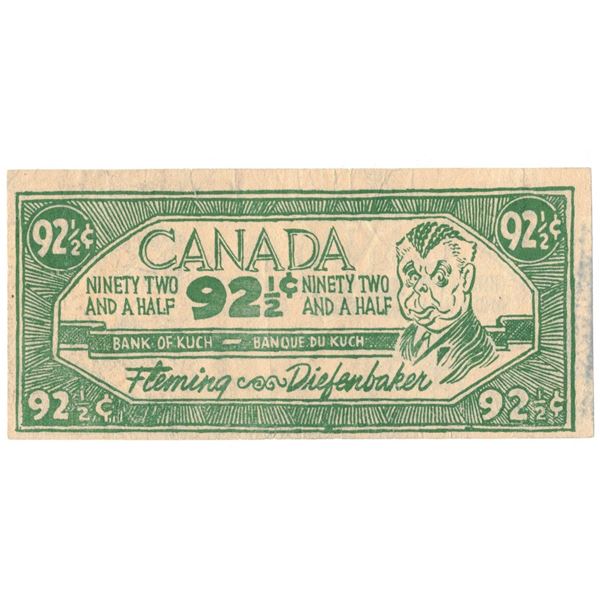 92½¢ 92½¢
CANADA
NINETY TWO AND A HALF 92½¢ NINETY TWO AND A HALF
BANK OF KUCH — BANQUE DU KUCH
Fleming Diefenbaker
92½¢ 92½¢